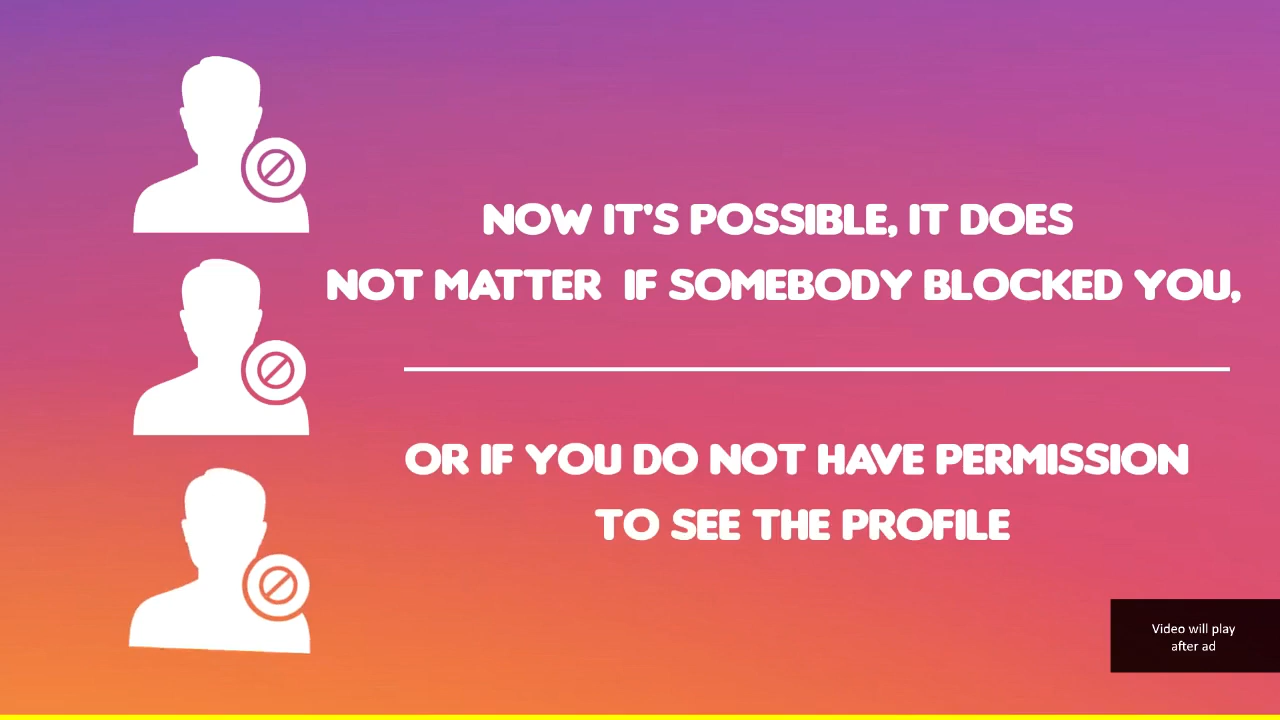 NOW IT'S POSSIBLE, IT DOES
NOT MATTER IF SOMEBODY BLOCKED YOU,
OR IF YOU DO NOT HAVE PERMISSION
TO SEE THE PROFILE
Video will play
after ad